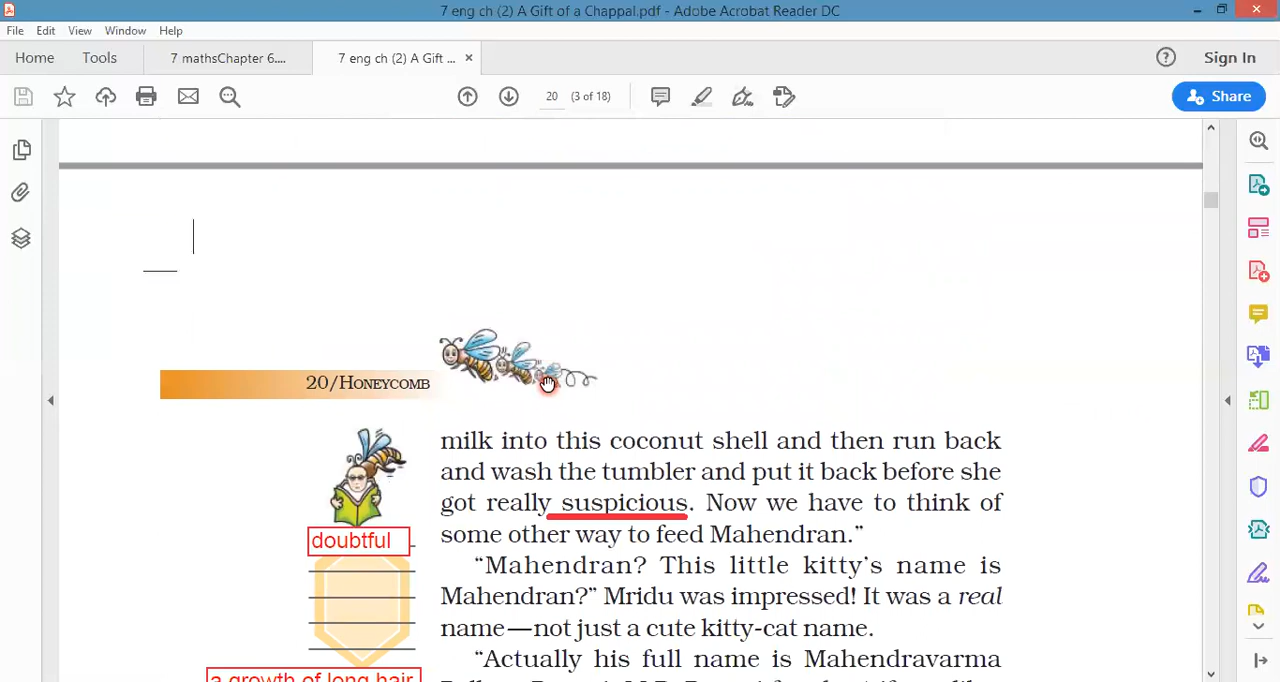 7 eng ch (2) A Gift of a Chappal.pdf - Adobe Acrobat Reader DC
File Edit View Window Help
Home Tools 7 mathsChapter 6.... 7 eng ch (2) A Gift ... × Sign In
20 (3 of 18) Share
20/HONEYCOMB
milk into this coconut shell and then run back
and wash the tumbler and put it back before she
got really suspicious. Now we have to think of
doubtful
some other way to feed Mahendran.”
“Mahendran? This little kitty’s name is
Mahendran?” Mridu was impressed! It was a real
name—not just a cute kitty-cat name.
“Actually his full name is Mahendravarma
a growth of long hair